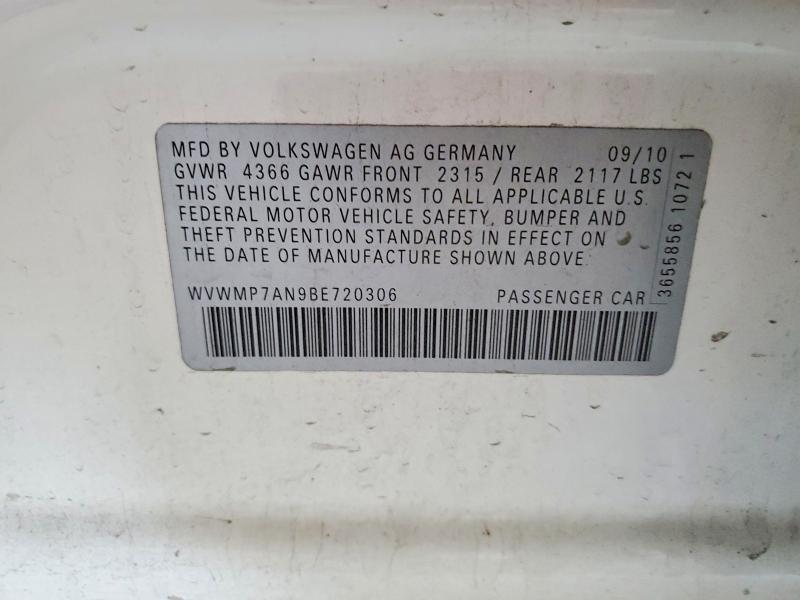 MFD BY VOLKSWAGEN AG GERMANY 09/10
GVWR 4366 GAWR FRONT 2315 / REAR 2117 LBS
THIS VEHICLE CONFORMS TO ALL APPLICABLE U.S.
FEDERAL MOTOR VEHICLE SAFETY, BUMPER AND
THEFT PREVENTION STANDARDS IN EFFECT ON
THE DATE OF MANUFACTURE SHOWN ABOVE.
WVWMP7AN9BE720306 PASSENGER CAR
3655856 1072 1